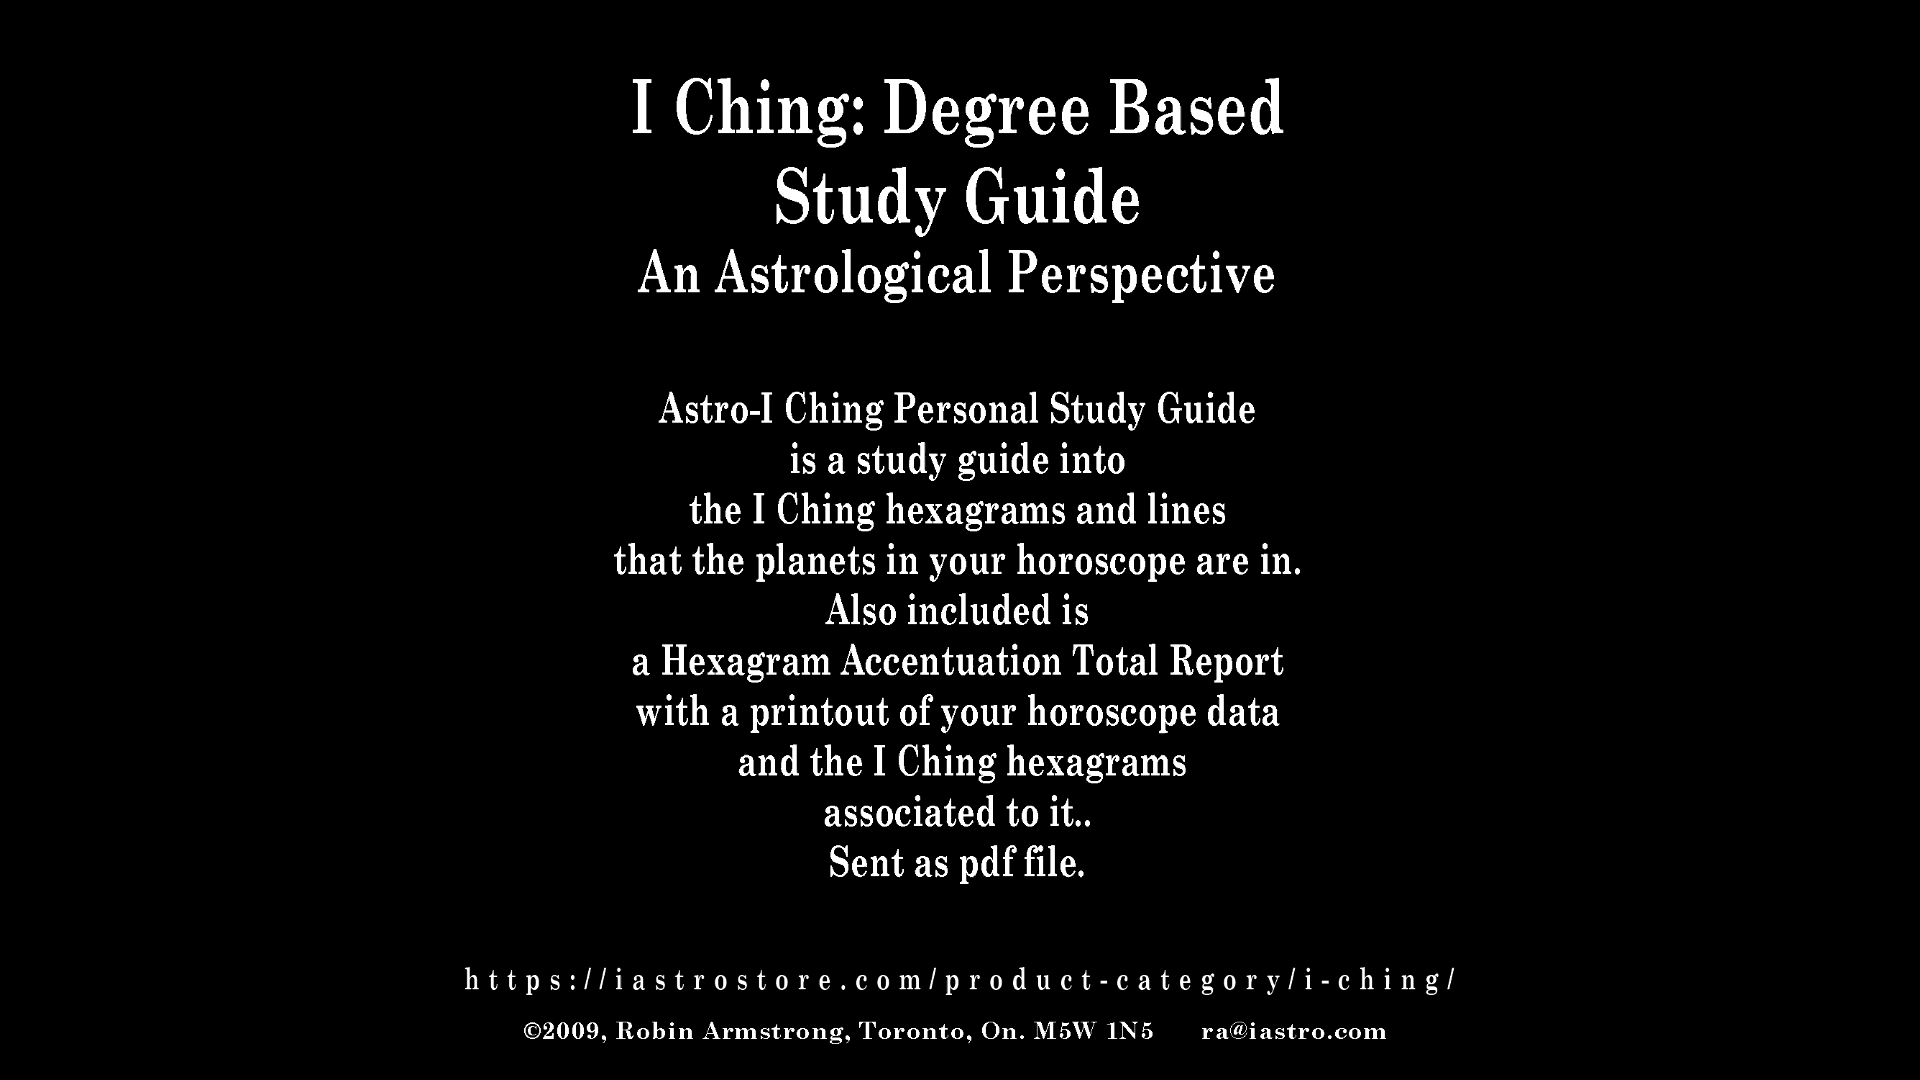 I Ching: Degree Based
Study Guide
An Astrological Perspective
Astro-I Ching Personal Study Guide
is a study guide into
the I Ching hexagrams and lines
that the planets in your horoscope are in.
Also included is
a Hexagram Accentuation Total Report
with a printout of your horoscope data
and the I Ching hexagrams
associated to it..
Sent as pdf file.
https://iastrostore.com/product-category/i-ching/
©2009, Robin Armstrong, Toronto, On. M5W 1N5 ra@iastro.com